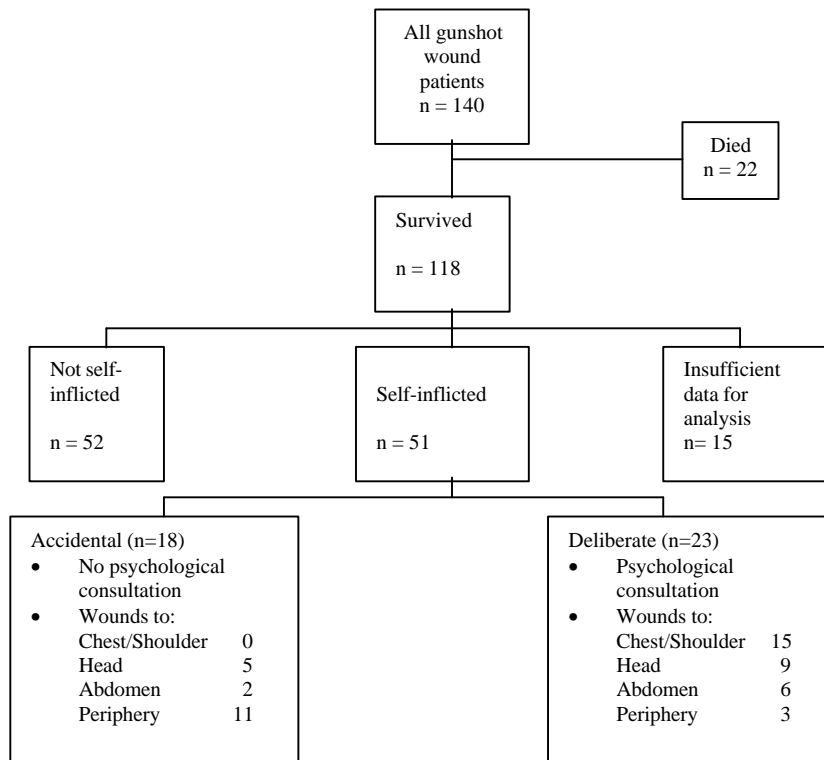 All gunshot
wound
patients
n = 140
Died
n = 22
Survived
n = 118
Not self-
inflicted
n = 52
Self-inflicted
n = 51
Insufficient
data for
analysis
n= 15
Accidental (n=18)
• No psychological
consultation
• Wounds to:
Chest/Shoulder 0
Head 5
Abdomen 2
Periphery 11
Deliberate (n=23)
• Psychological
consultation
• Wounds to:
Chest/Shoulder 15
Head 9
Abdomen 6
Periphery 3